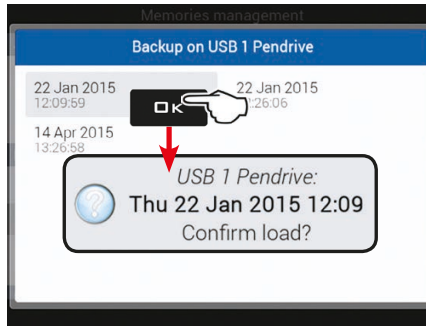 Memories management
Backup on USB 1 Pendrive
22 Jan 2015
12:09:59
22 Jan 2015
:26:06
14 Apr 2015
13:26:58
OK
USB 1 Pendrive:
Thu 22 Jan 2015 12:09
Confirm load?